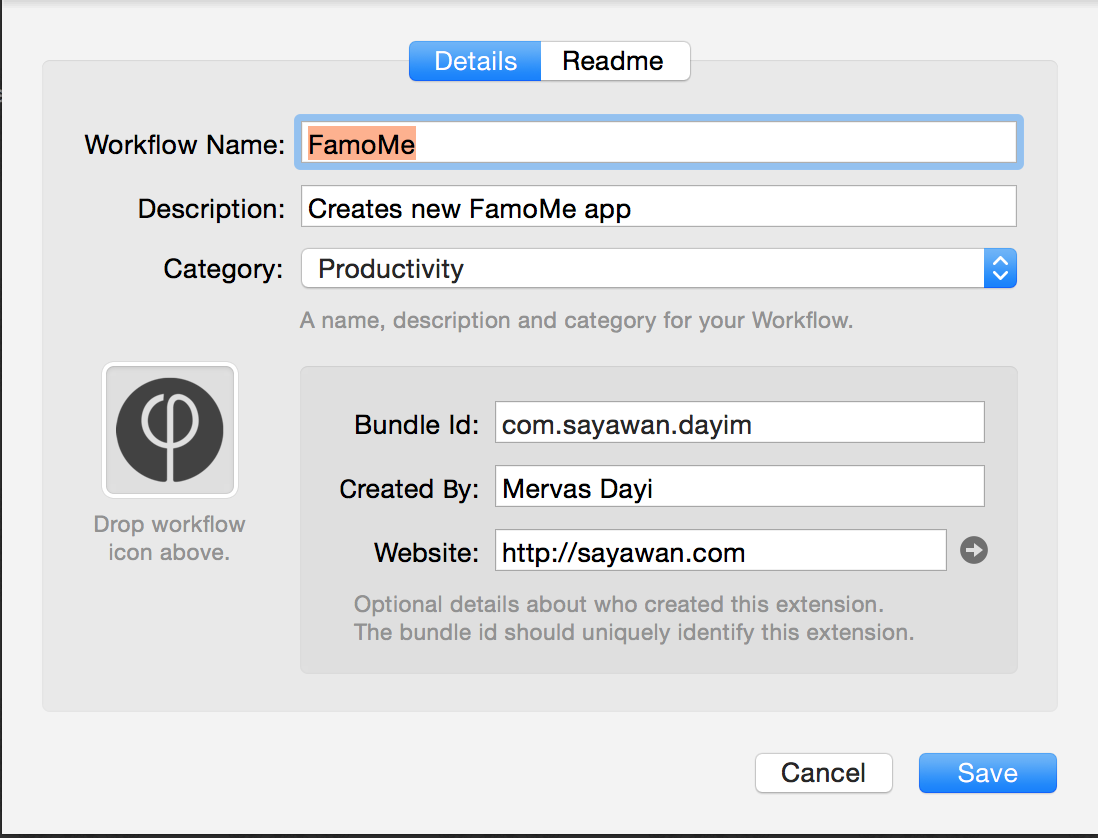 Details Readme
Workflow Name: FamoMe
Description: Creates new FamoMe app
Category: Productivity
A name, description and category for your Workflow.
Drop workflow
icon above.
Bundle Id: com.sayawan.dayim
Created By: Mervas Dayi
Website: http://sayawan.com
Optional details about who created this extension.
The bundle id should uniquely identify this extension.
Cancel Save